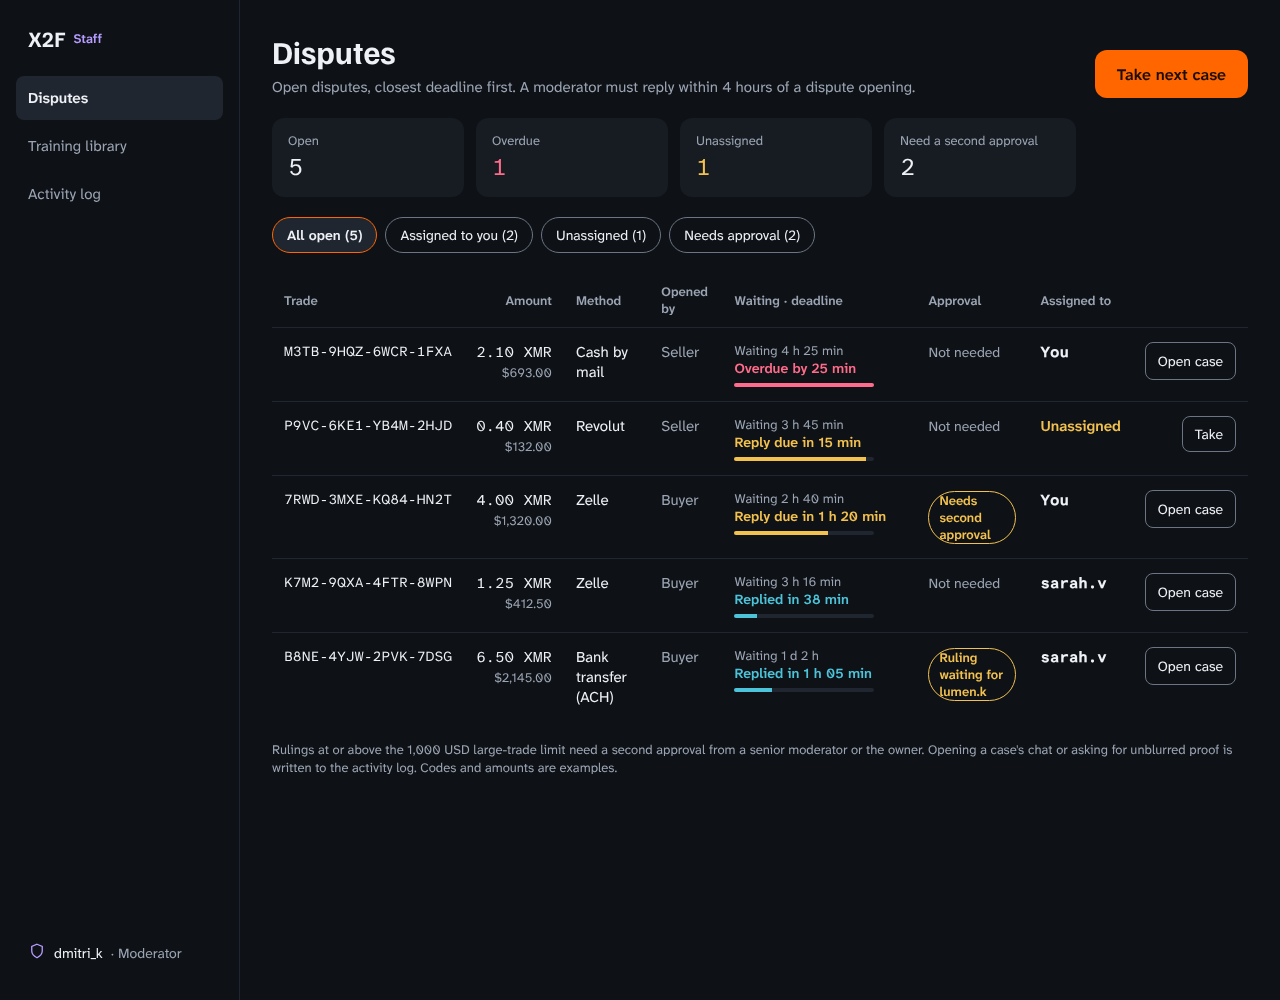 X2F Staff
Disputes
Training library
Activity log
dmitri_k · Moderator
Disputes
Open disputes, closest deadline first. A moderator must reply within 4 hours of a dispute opening.
Take next case
Open
5
Overdue
1
Unassigned
1
Need a second approval
2
All open (5)
Assigned to you (2)
Unassigned (1)
Needs approval (2)
Trade
Amount
Method
Opened
by
Waiting · deadline
Approval
Assigned to
M3TB-9HQZ-6WCR-1FXA
2.10 XMR
$693.00
Cash by
mail
Seller
Waiting 4 h 25 min
Overdue by 25 min
Not needed
You
Open case
P9VC-6KE1-YB4M-2HJD
0.40 XMR
$132.00
Revolut
Seller
Waiting 3 h 45 min
Reply due in 15 min
Not needed
Unassigned
Take
7RWD-3MXE-KQ84-HN2T
4.00 XMR
$1,320.00
Zelle
Buyer
Waiting 2 h 40 min
Reply due in 1 h 20 min
Needs
second
approval
You
Open case
K7M2-9QXA-4FTR-8WPN
1.25 XMR
$412.50
Zelle
Buyer
Waiting 3 h 16 min
Replied in 38 min
Not needed
sarah.v
Open case
B8NE-4YJW-2PVK-7DSG
6.50 XMR
$2,145.00
Bank
transfer
(ACH)
Buyer
Waiting 1 d 2 h
Replied in 1 h 05 min
Ruling
waiting for
lumen.k
sarah.v
Open case
Rulings at or above the 1,000 USD large-trade limit need a second approval from a senior moderator or the owner. Opening a case's chat or asking for unblurred proof is
written to the activity log. Codes and amounts are examples.